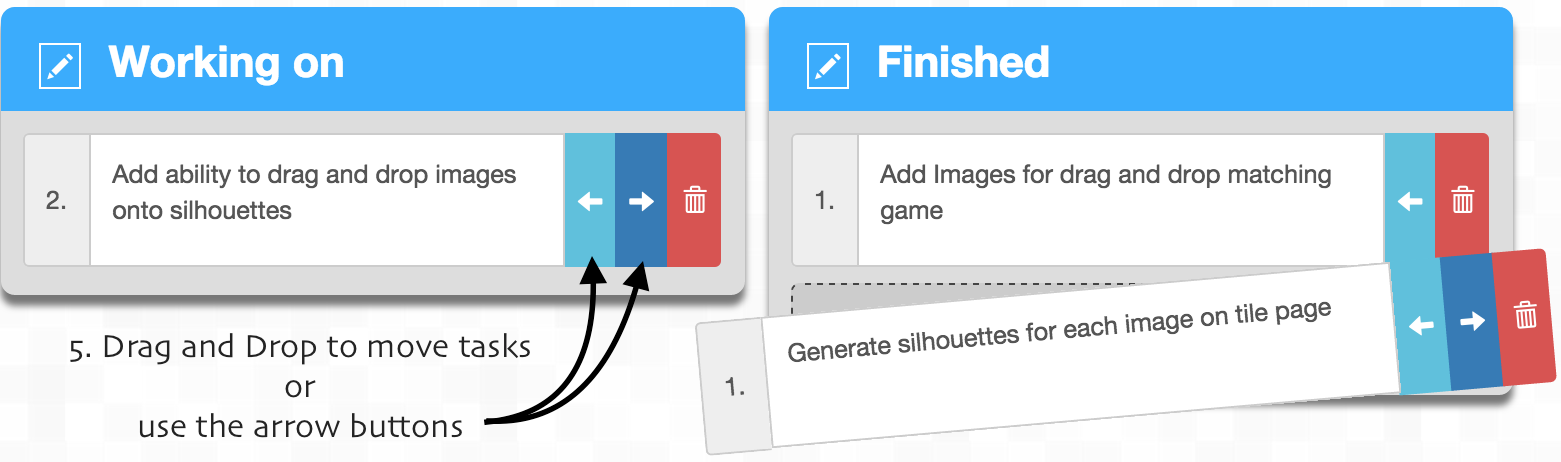 Working on
2.
Add ability to drag and drop images
onto silhouettes
Finished
1.
Add Images for drag and drop matching
game
1.
Generate silhouettes for each image on tile page
5. Drag and Drop to move tasks
or
use the arrow buttons